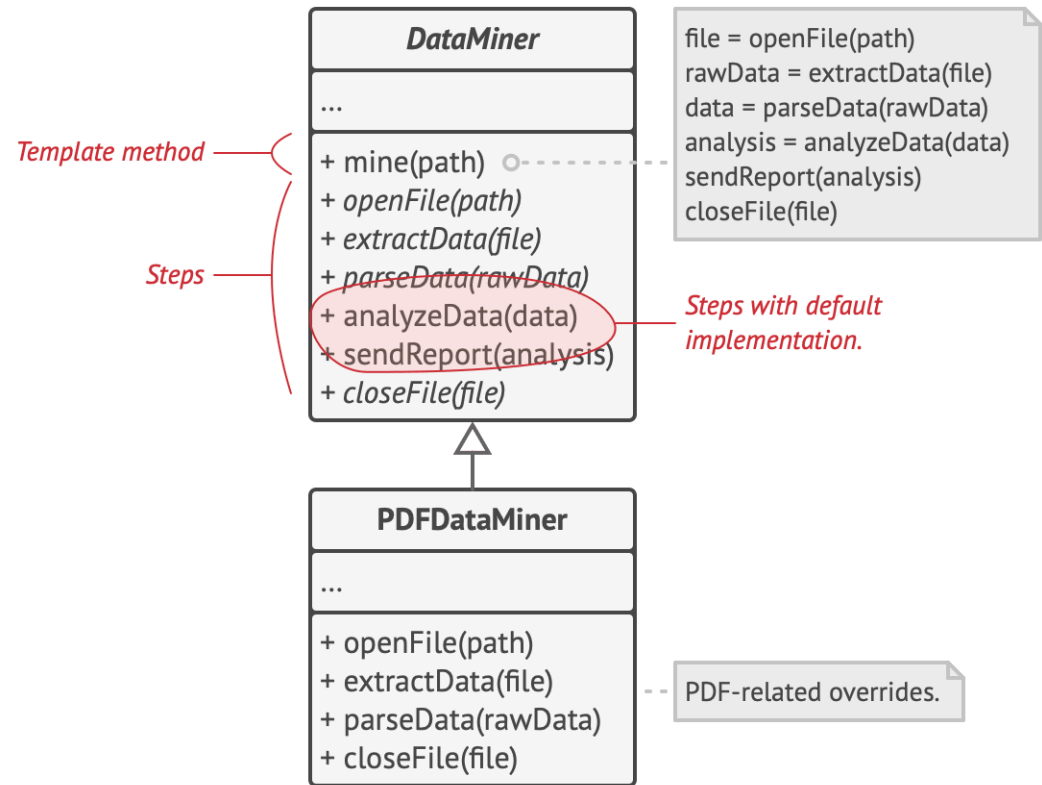 DataMiner
...
Template method
+ mine(path)
+ openFile(path)
+ extractData(file)
+ parseData(rawData)
+ analyzeData(data)
+ sendReport(analysis)
+ closeFile(file)
Steps
Steps with default
implementation.
file = openFile(path)
rawData = extractData(file)
data = parseData(rawData)
analysis = analyzeData(data)
sendReport(analysis)
closeFile(file)
PDFDataMiner
...
+ openFile(path)
+ extractData(file)
+ parseData(rawData)
+ closeFile(file)
PDF-related overrides.